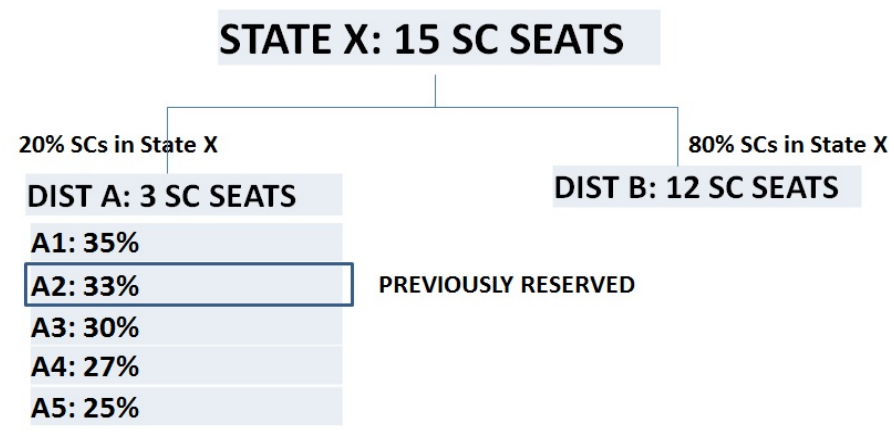 STATE X: 15 SC SEATS
20% SCs in State X
80% SCs in State X
DIST A: 3 SC SEATS
DIST B: 12 SC SEATS
A1: 35%
A2: 33%
PREVIOUSLY RESERVED
A3: 30%
A4: 27%
A5: 25%